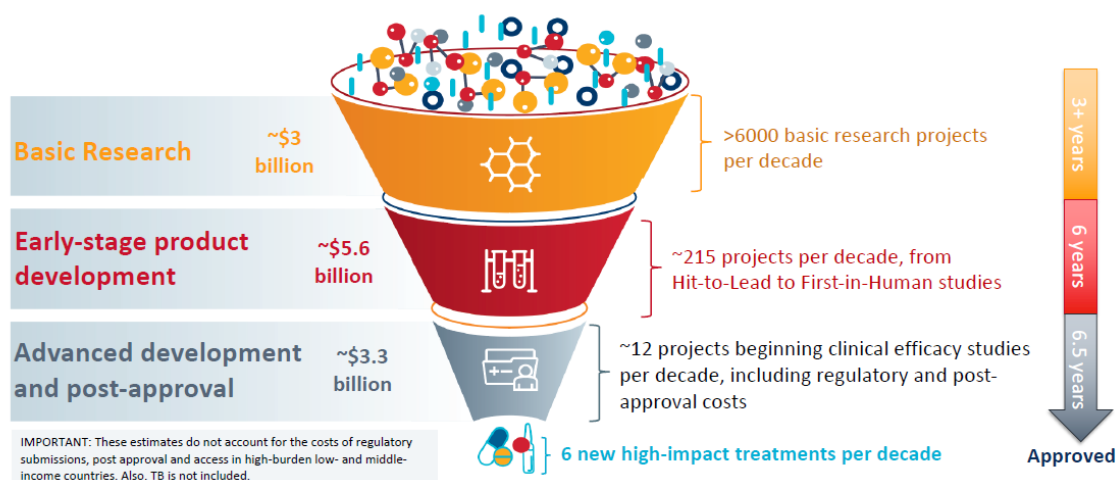 Basic Research
~$3
billion
>6000 basic research projects
per decade
3+ years
Early-stage product
development
~$5.6
billion
~215 projects per decade, from
Hit-to-Lead to First-in-Human studies
6 years
Advanced development
and post-approval
~$3.3
billion
~12 projects beginning clinical efficacy studies
per decade, including regulatory and post-
approval costs
6.5 years
IMPORTANT: These estimates do not account for the costs of regulatory
submissions, post approval and access in high-burden low- and middle-
income countries. Also, TB is not included.
6 new high-impact treatments per decade
Approved